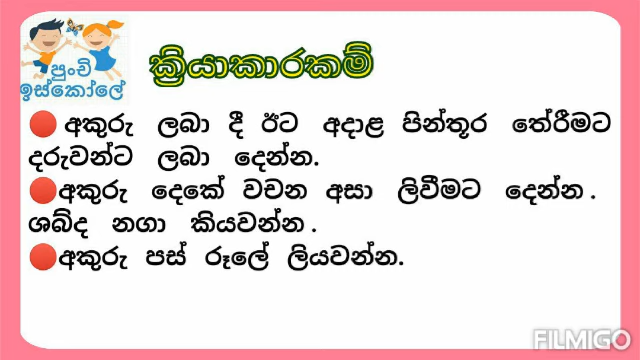 පුංචි
ඉස්කෝලේ
ක්‍රියාකාරකම්
අකුරු ලබා දී ඊට අදාළ පින්තූර තේරීමට
දරුවන්ට ලබා දෙන්න.
අකුරු දෙකේ වචන අසා ලිවීමට දෙන්න.
ශබ්ද නගා කියවන්න.
අකුරු පස් රූලේ ලියවන්න.
FILMIGO